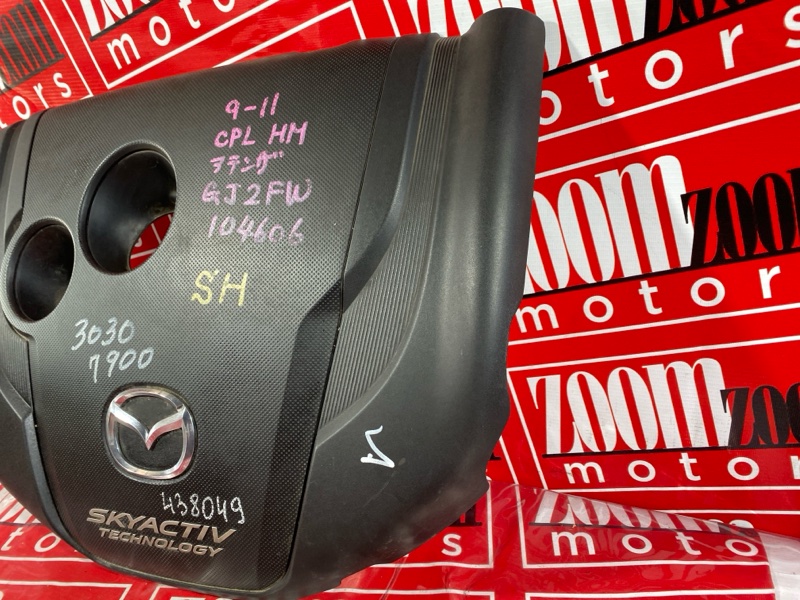 9-11
CPL HM
アテンザ
GJ2FW
104606
SH
3030
7900
438049
SKYACTIV
TECHNOLOGY
ZOOM
motors
ZOOM
motors
ZOOM
motors
ZOOM
motors